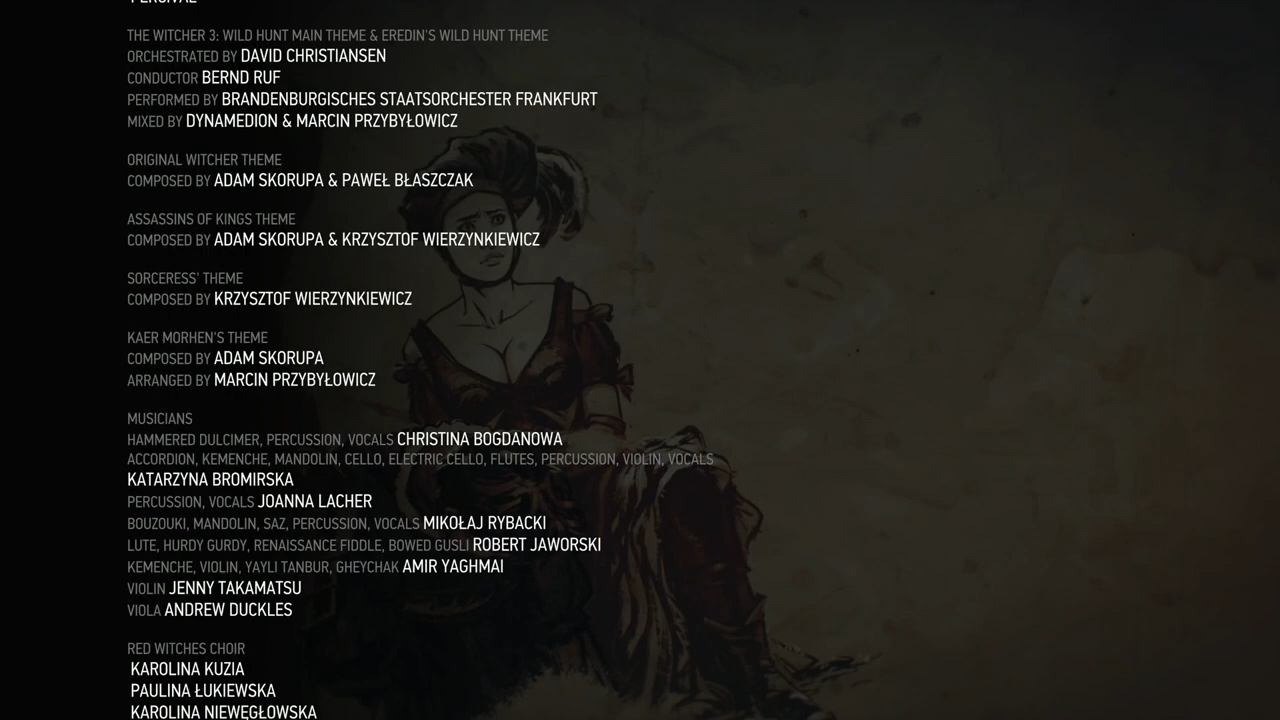 PERCIVAL
THE WITCHER 3: WILD HUNT MAIN THEME & EREDIN'S WILD HUNT THEME
ORCHESTRATED BY DAVID CHRISTIANSEN
CONDUCTOR BERND RUF
PERFORMED BY BRANDENBURGISCHES STAATSORCHESTER FRANKFURT
MIXED BY DYNAMEDION & MARCIN PRZYBYŁOWICZ
ORIGINAL WITCHER THEME
COMPOSED BY ADAM SKORUPA & PAWEŁ BŁASZCZAK
ASSASSINS OF KINGS THEME
COMPOSED BY ADAM SKORUPA & KRZYSZTOF WIERZYNKIEWICZ
SORCERESS' THEME
COMPOSED BY KRZYSZTOF WIERZYNKIEWICZ
KAER MORHEN'S THEME
COMPOSED BY ADAM SKORUPA
ARRANGED BY MARCIN PRZYBYŁOWICZ
MUSICIANS
HAMMERED DULCIMER, PERCUSSION, VOCALS CHRISTINA BOGDANOWA
ACCORDION, KEMENCHE, MANDOLIN, CELLO, ELECTRIC CELLO, FLUTES, PERCUSSION, VIOLIN, VOCALS
KATARZYNA BROMIRSKA
PERCUSSION, VOCALS JOANNA LACHER
BOUZOUKI, MANDOLIN, SAZ, PERCUSSION, VOCALS MIKOŁAJ RYBACKI
LUTE, HURDY GURDY, RENAISSANCE FIDDLE, BOWED GUSLI ROBERT JAWORSKI
KEMENCHE, VIOLIN, YAYLI TANBUR, GHEYCHAK AMIR YAGHMAI
VIOLIN JENNY TAKAMATSU
VIOLA ANDREW DUCKLES
RED WITCHES CHOIR
KAROLINA KUZIA
PAULINA ŁUKIEWSKA
KAROLINA NIEWĘGŁOWSKA